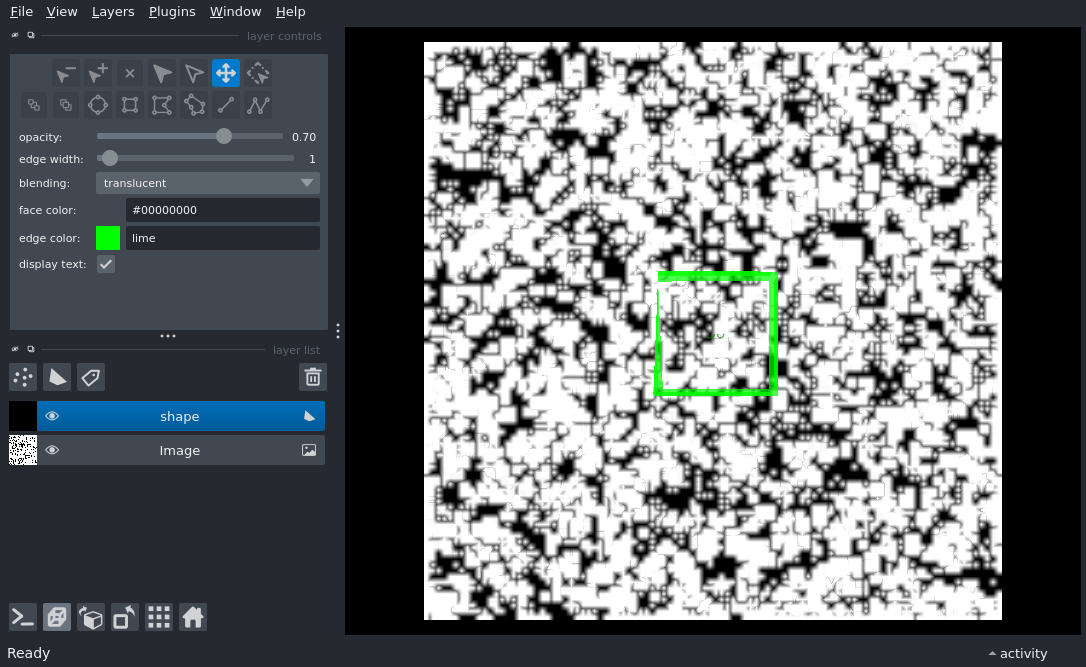 File View Layers Plugins Window Help
layer controls
opacity: 0.70
edge width: 1
blending: translucent
face color: #00000000
edge color: lime
display text:
layer list
shape
Image
Ready
activity